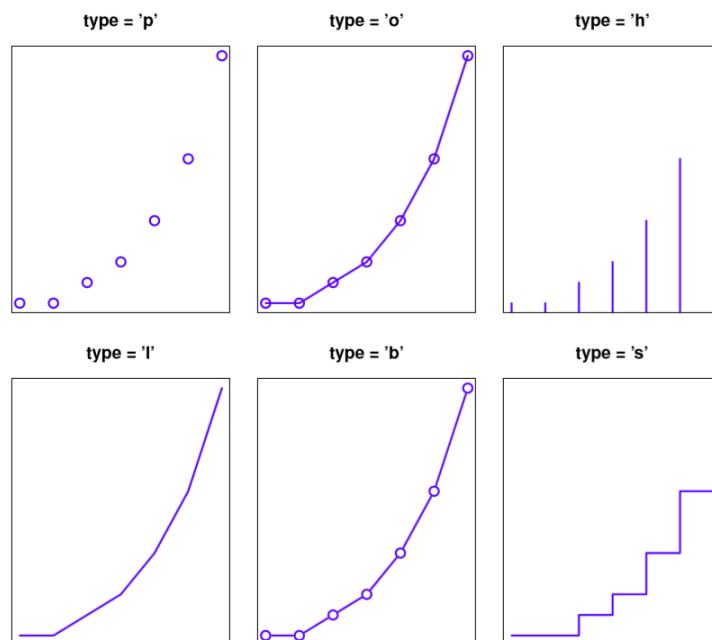 type = ’p’
type = ’o’
type = ’h’
type = ’l’
type = ’b’
type = ’s’